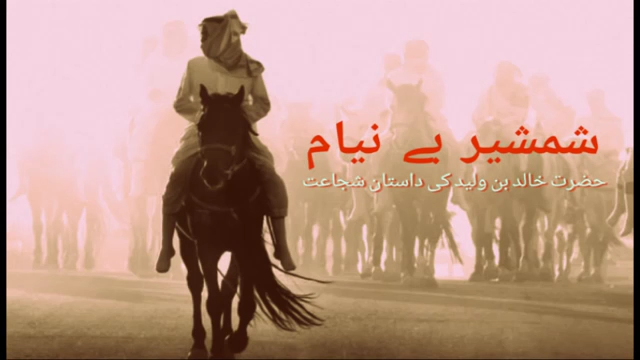 شمشیر بے نیام
حضرت خالد بن ولید کی داستانِ شجاعت